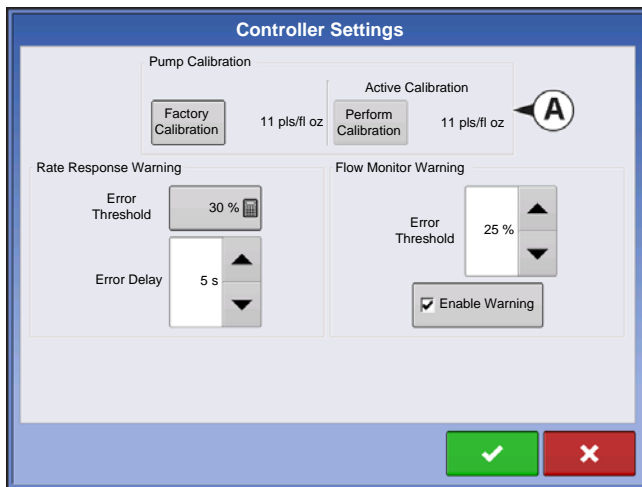 Controller Settings
Pump Calibration
Active Calibration
Factory
Calibration
11 pls/fl oz
Perform
Calibration
11 pls/fl oz
A
Rate Response Warning
Error
Threshold
30 %
Error Delay
5 s
Flow Monitor Warning
Error
Threshold
25 %
Enable Warning